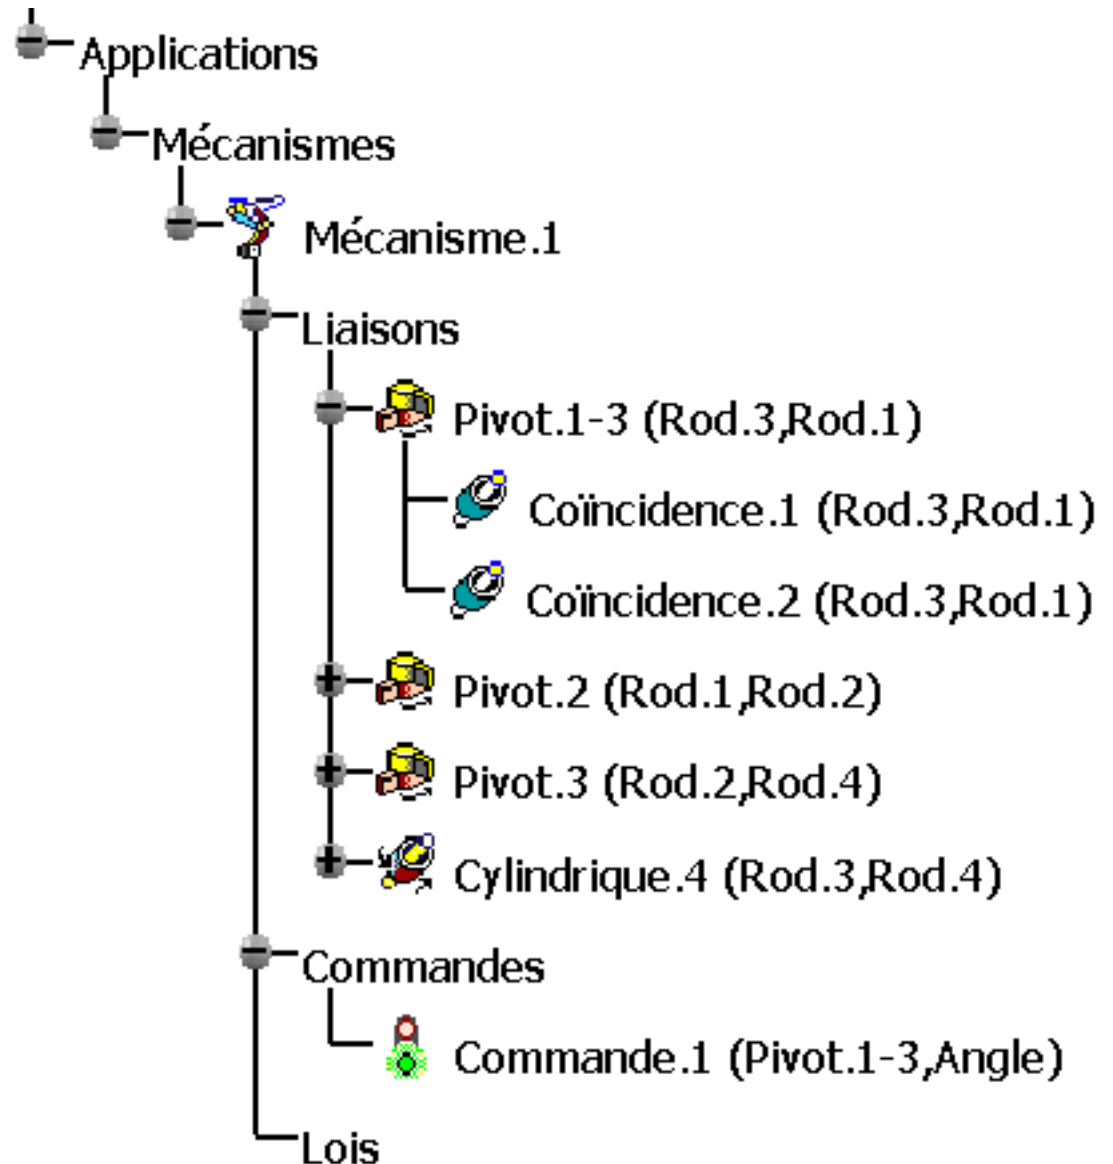 Applications
Mécanismes
Mécanisme.1
Liaisons
Pivot.1-3 (Rod.3,Rod.1)
Coïncidence.1 (Rod.3,Rod.1)
Coïncidence.2 (Rod.3,Rod.1)
Pivot.2 (Rod.1,Rod.2)
Pivot.3 (Rod.2,Rod.4)
Cylindrique.4 (Rod.3,Rod.4)
Commandes
Commande.1 (Pivot.1-3,Angle)
Lois